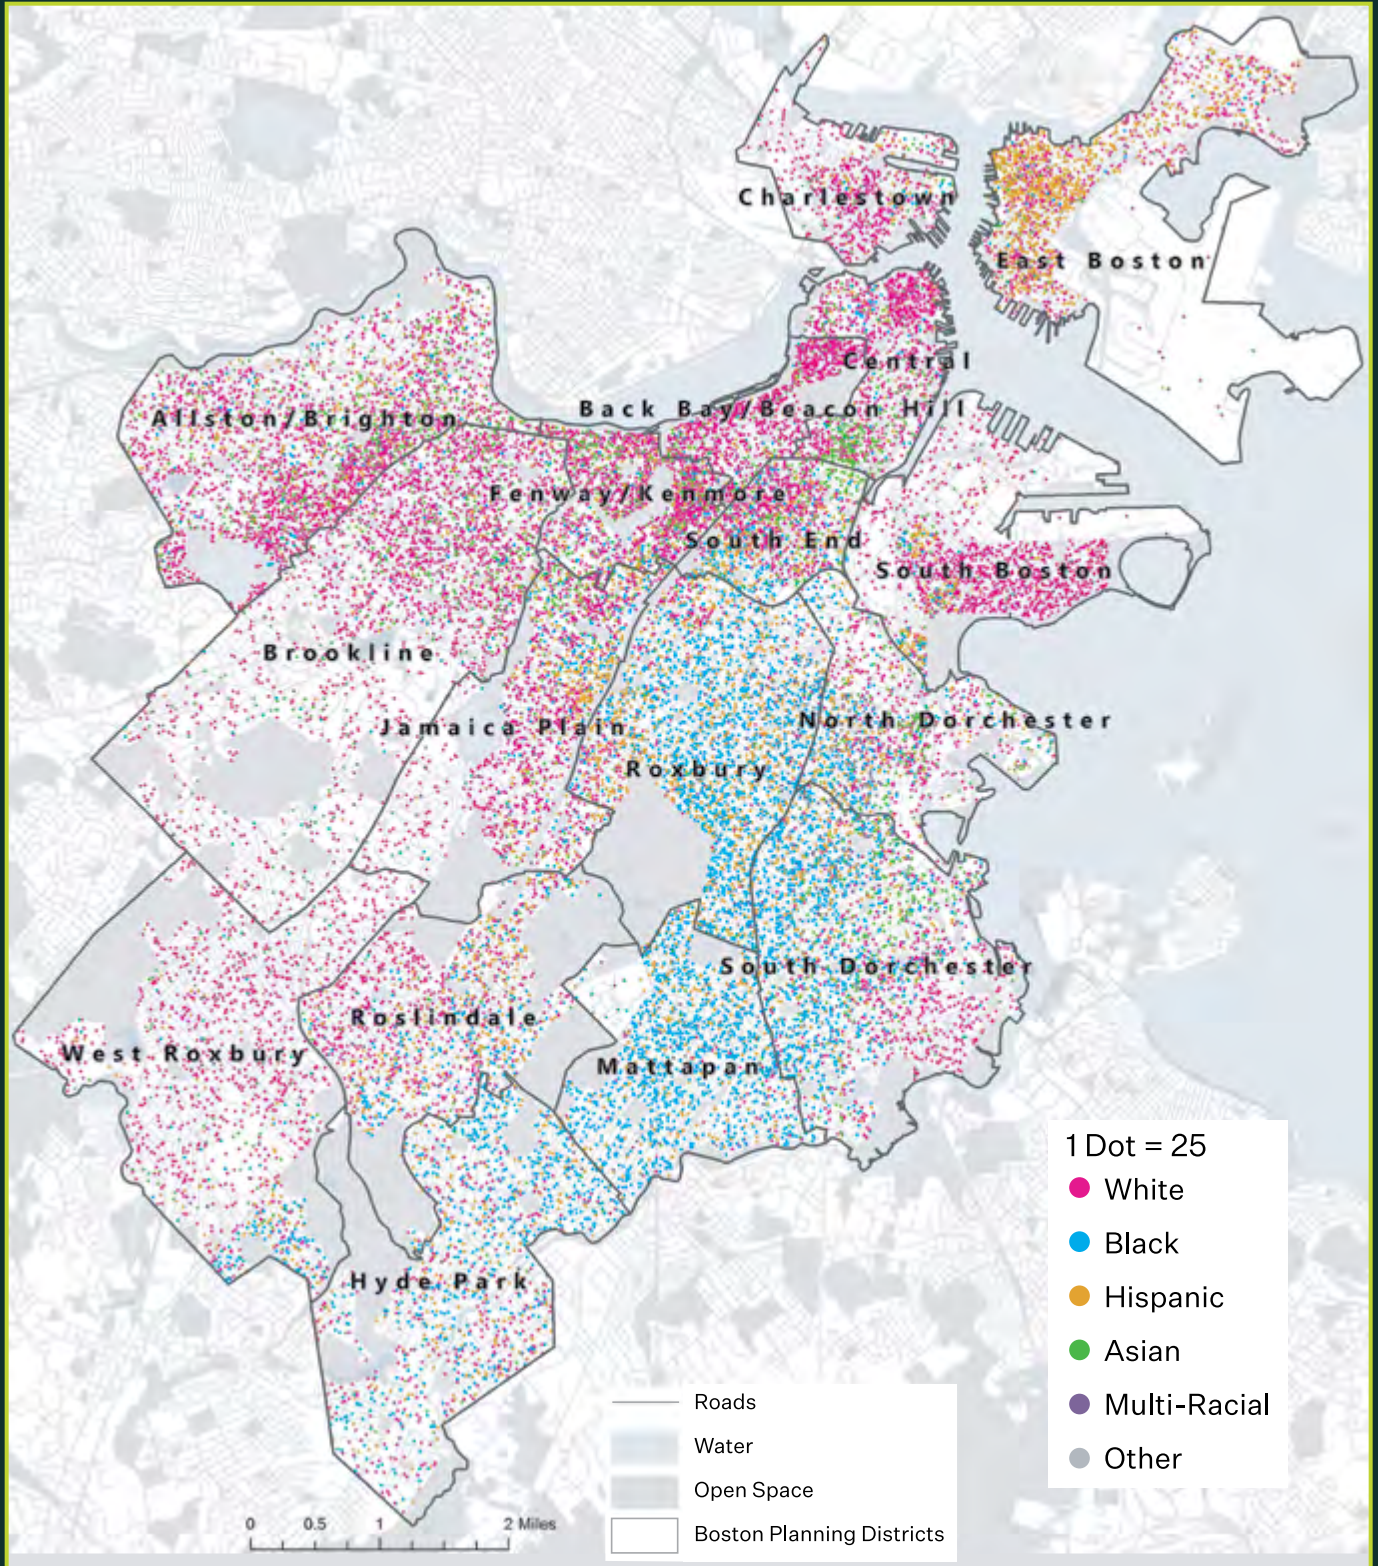 Charlestown
East Boston
Central
Back Bay/Beacon Hill
Allston/Brighton
Fenway/Kenmore
South End
South Boston
Brookline
Jamaica Plain
North Dorchester
Roxbury
South Dorchester
Roslindale
West Roxbury
Mattapan
Hyde Park
1 Dot = 25
White
Black
Hispanic
Asian
Multi-Racial
Other
Roads
Water
Open Space
Boston Planning Districts
0 0.5 1 2 Miles